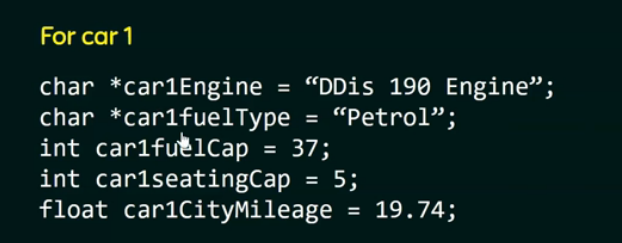 For car 1
char *car1Engine = “DDis 190 Engine”;
char *car1fuelType = “Petrol”;
int car1fuelCap = 37;
int car1seatingCap = 5;
float car1CityMileage = 19.74;